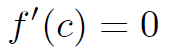 f′(c) = 0